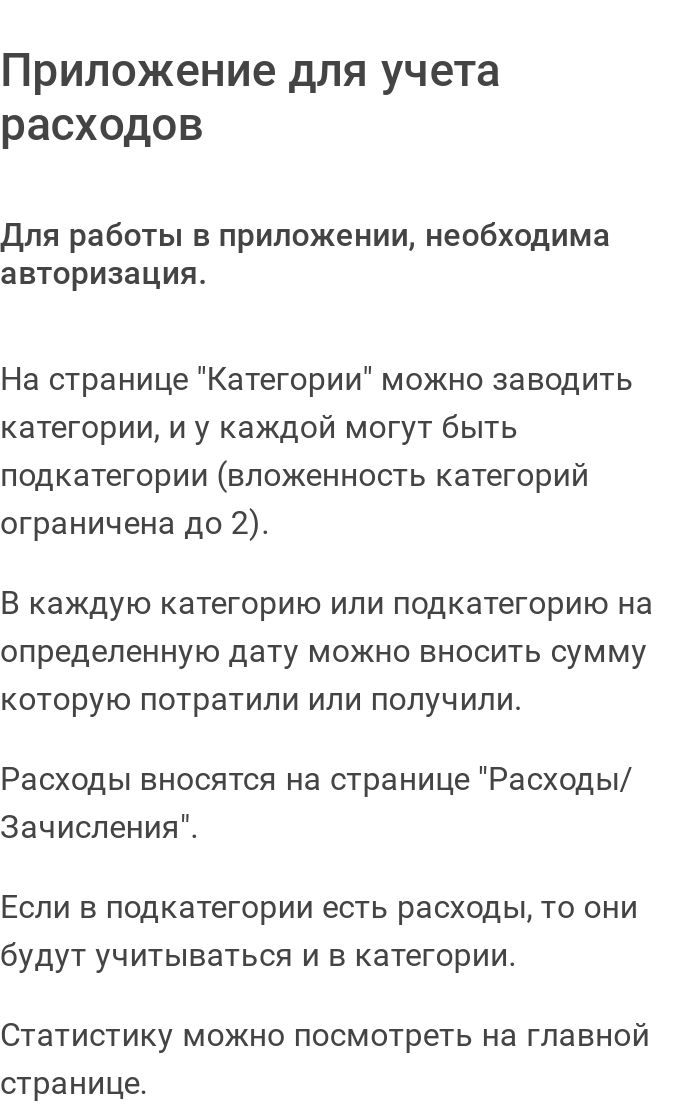 Приложение для учета
расходов
Для работы в приложении, необходима
авторизация.
На странице "Категории" можно заводить
категории, и у каждой могут быть
подкатегории (вложенность категорий
ограничена до 2).
В каждую категорию или подкатегорию на
определенную дату можно вносить сумму
которую потратили или получили.
Расходы вносятся на странице "Расходы/
Зачисления".
Если в подкатегории есть расходы, то они
будут учитываться и в категории.
Статистику можно посмотреть на главной
странице.